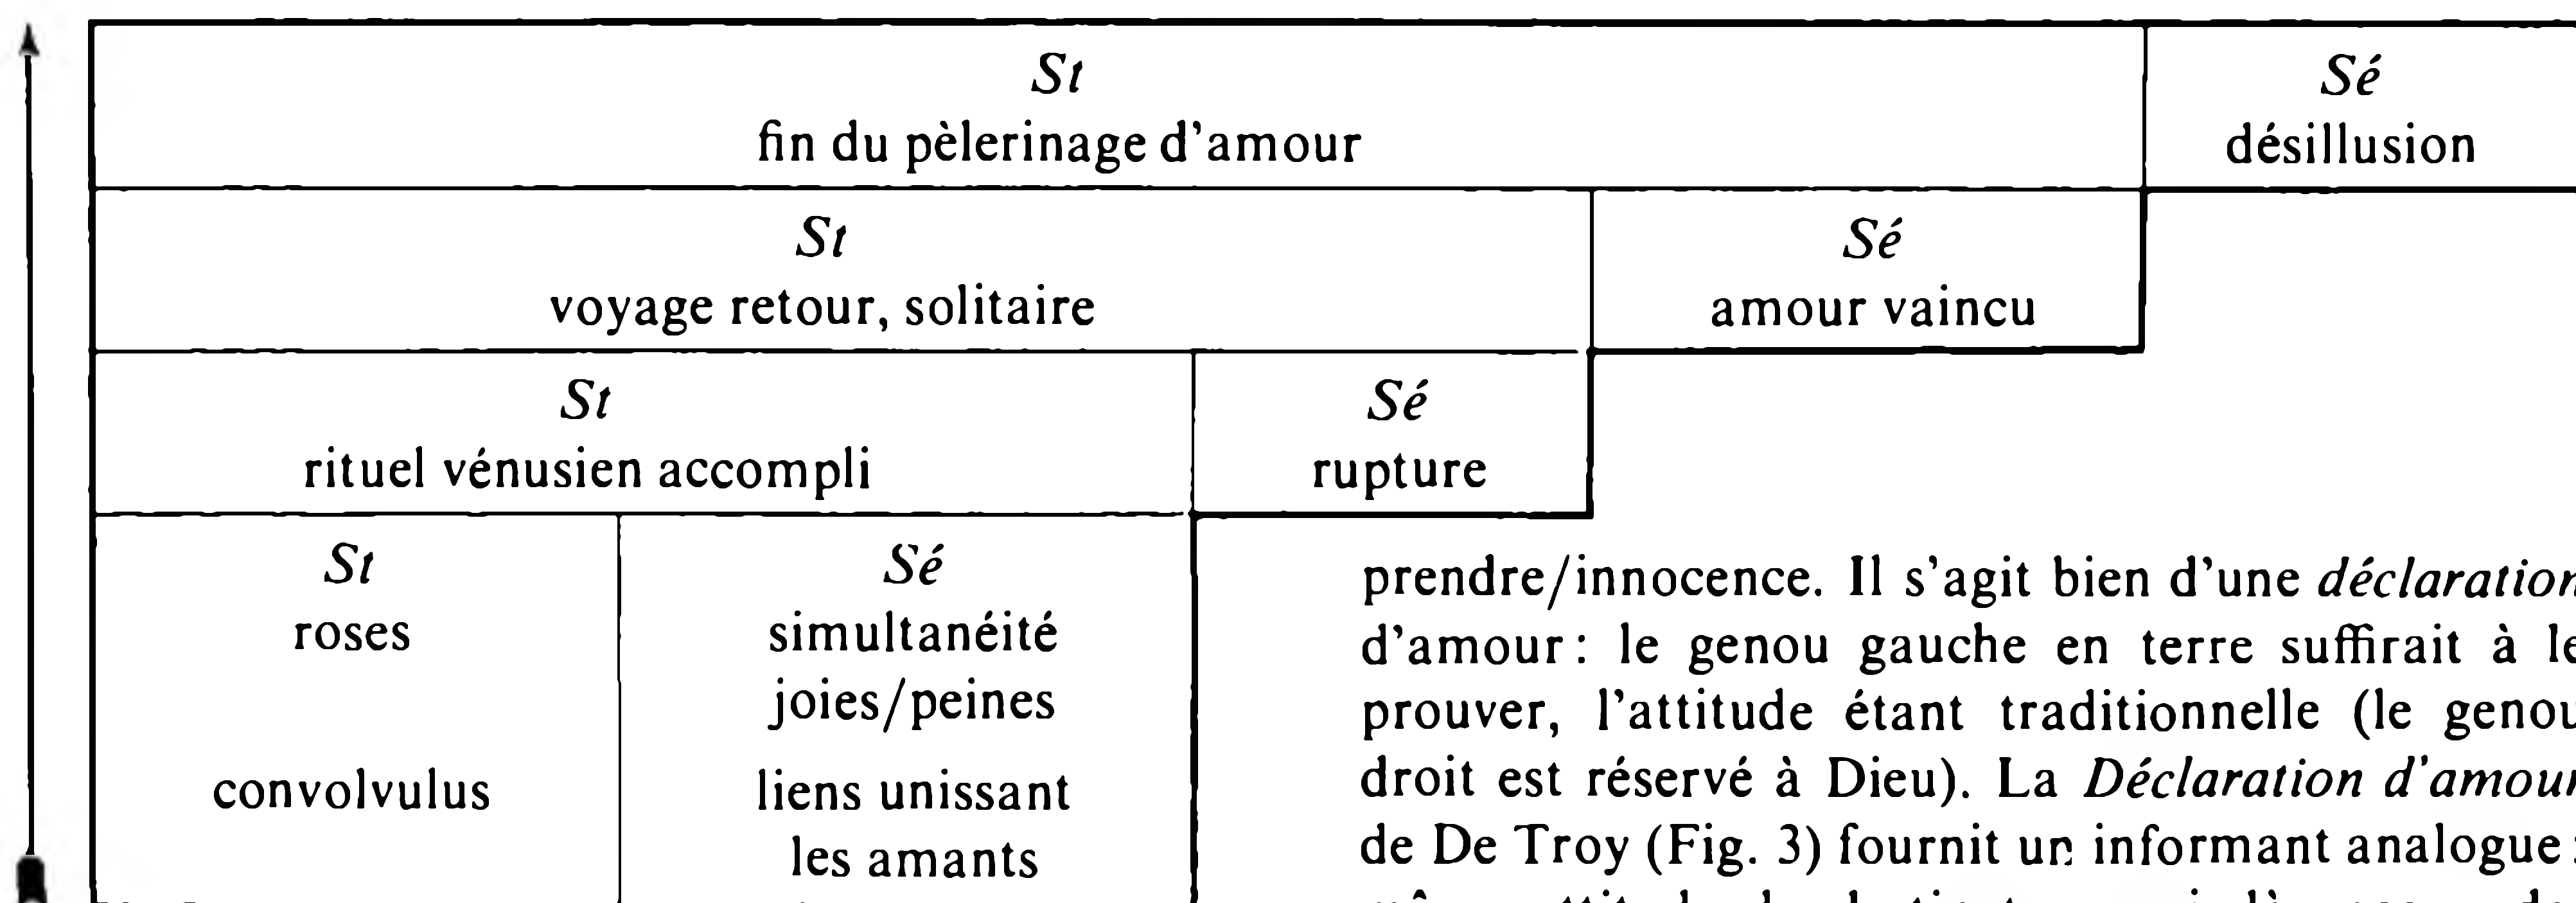 St
fin du pèlerinage d'amour
Sé
désillusion
St
voyage retour, solitaire
Sé
amour vaincu
St
rituel vénusien accompli
Sé
rupture
St
roses
convolvulus
Sé
simultanéité
joies/peines
liens unissant
les amants
prendre/innocence. Il s'agit bien d'une déclaration
d'amour: le genou gauche en terre suffirait à le
prouver, l'attitude étant traditionnelle (le genou
droit est réservé à Dieu). La Déclaration d'amour
de De Troy (Fig. 3) fournit un informant analogue: